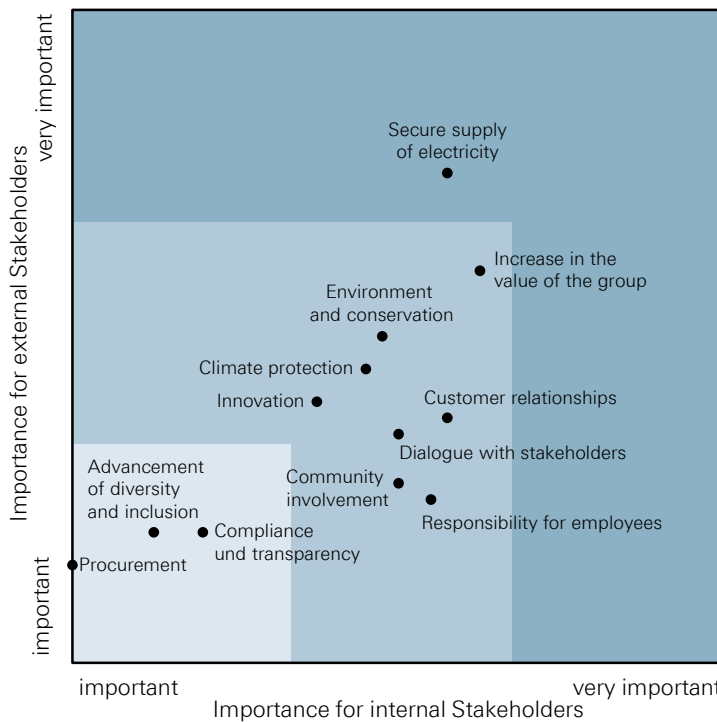 very important
Importance for external Stakeholders
important
Secure supply
of electricity
Increase in the
value of the group
Environment
and conservation
Climate protection
Innovation
Customer relationships
Dialogue with stakeholders
Community
involvement
Responsibility for employees
Advancement
of diversity
and inclusion
Compliance
und transparency
Procurement
important
very important
Importance for internal Stakeholders